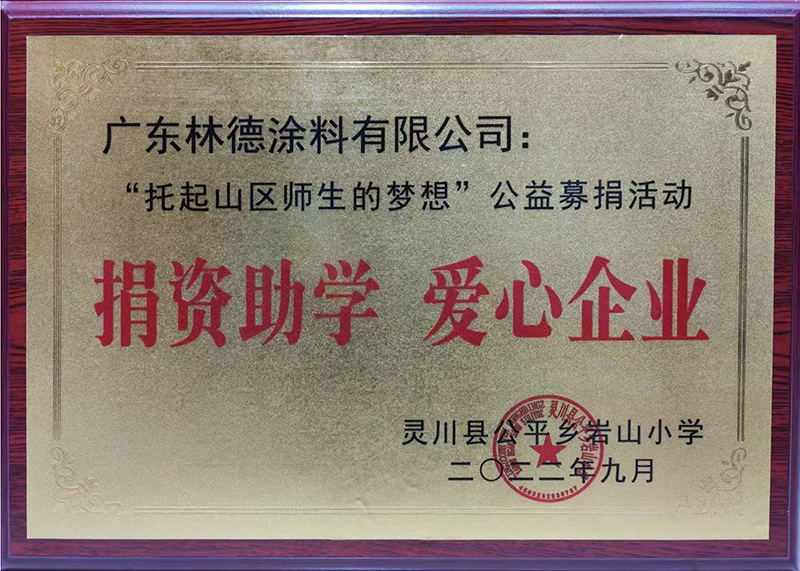 广东林德涂料有限公司：
“托起山区师生的梦想”公益募捐活动
捐资助学 爱心企业
灵川县公平乡岩山小学
二〇二二年九月